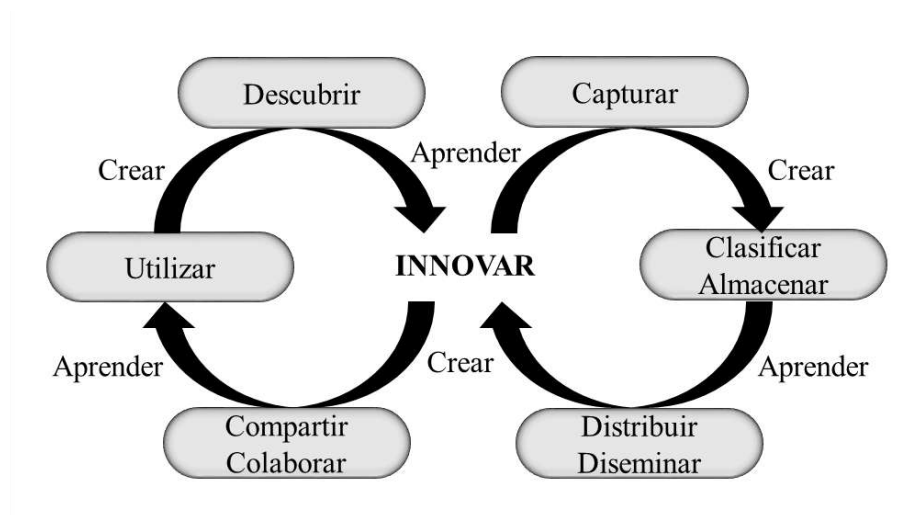 Descubrir
Capturar
Crear
Aprender
Crear
Utilizar
INNOVAR
Clasificar
Almacenar
Aprender
Crear
Aprender
Compartir
Colaborar
Distribuir
Diseminar